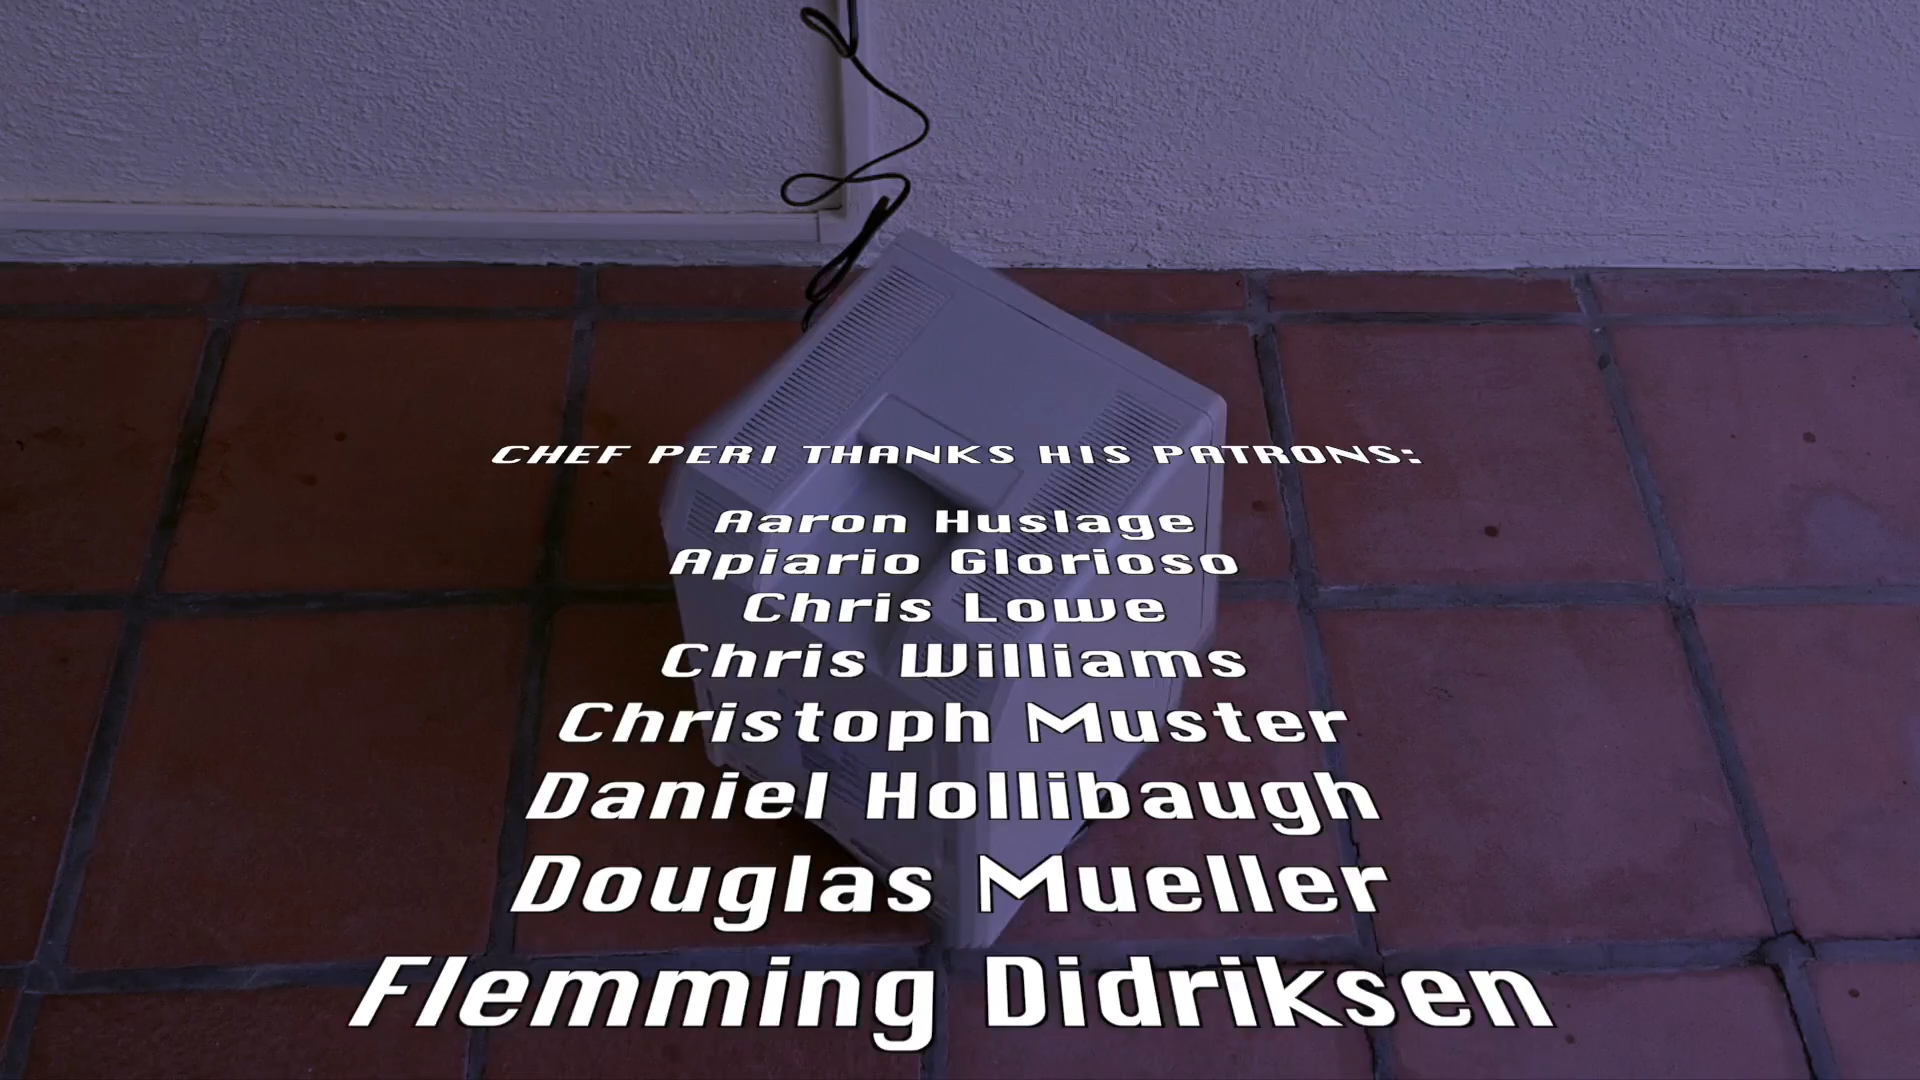 CHEF PERI THANKS HIS PATRONS:
Aaron Huslage
Apiario Glorioso
Chris Lowe
Chris Williams
Christoph Muster
Daniel Hollibaugh
Douglas Mueller
Flemming Didriksen